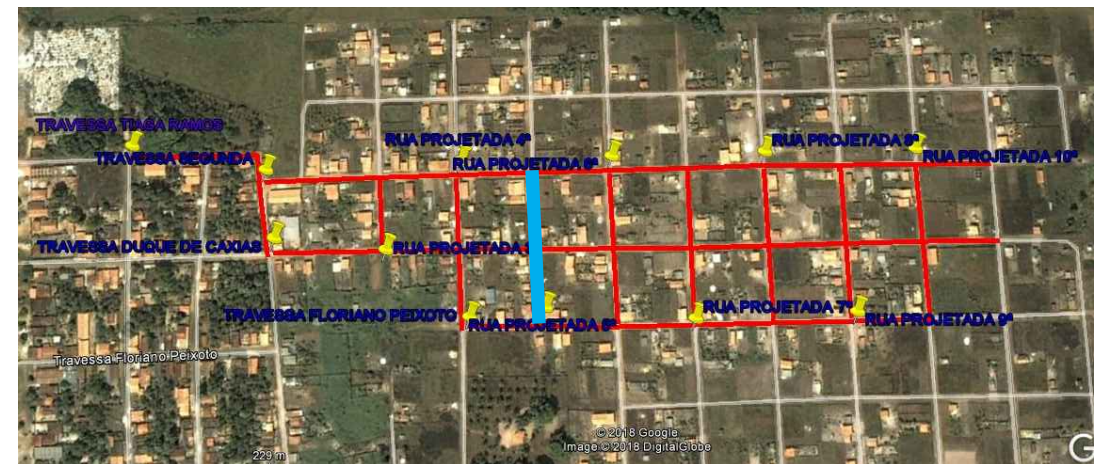 TRAVESSA TIAGA RAMOS
RUA PROJETADA 4ª
RUA PROJETADA 8ª
TRAVESSA SEGUNDA
RUA PROJETADA 6ª
RUA PROJETADA 10ª
TRAVESSA DUQUE DE CAXIAS
RUA PROJETADA 3
TRAVESSA FLORIANO PEIXOTO
RUA PROJETADA 5ª
RUA PROJETADA 7ª
RUA PROJETADA 9ª
Travessa Floriano Peixoto
© 2018 Google
Image © 2018 DigitalGlobe
229 m
G